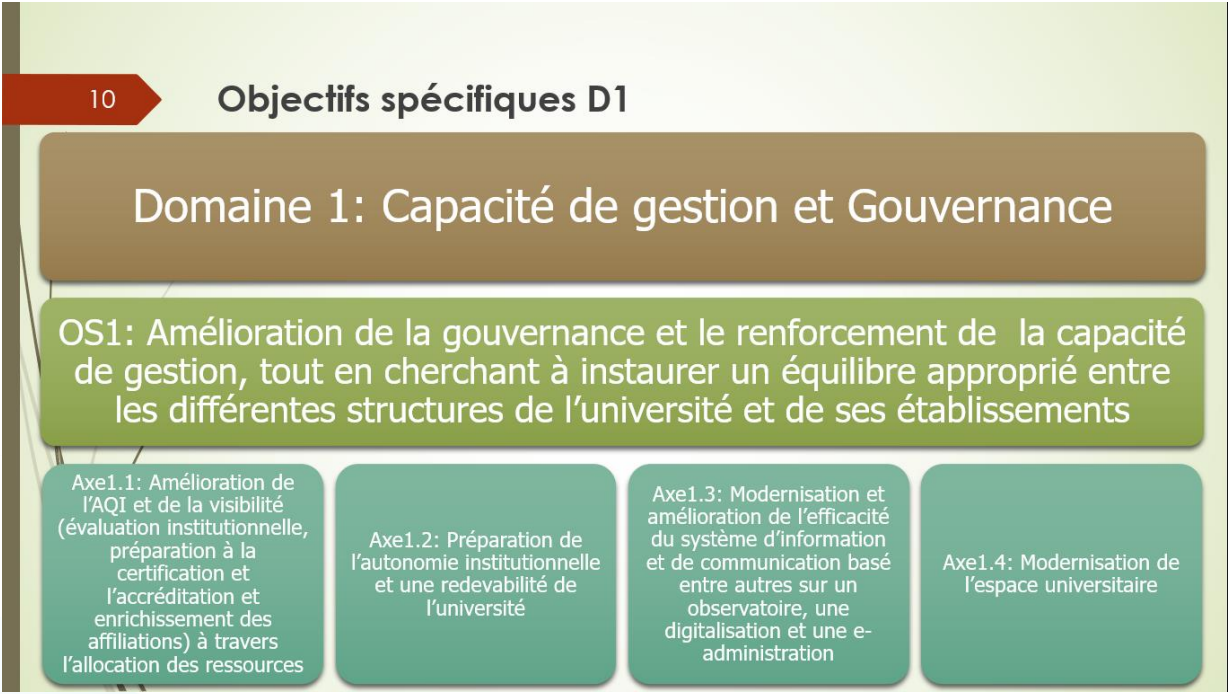 10
Objectifs spécifiques D1
Domaine 1: Capacité de gestion et Gouvernance
OS1: Amélioration de la gouvernance et le renforcement de  la capacité
de gestion, tout en cherchant à instaurer un équilibre approprié entre
les différentes structures de l’université et de ses établissements
Axe1.1: Amélioration de
l’AQI et de la visibilité
(évaluation institutionnelle,
préparation à la
certification et
l’accréditation et
enrichissement des
affiliations) à travers
l’allocation des ressources
Axe1.2: Préparation de
l’autonomie institutionnelle
et une redevabilité de
l’université
Axe1.3: Modernisation et
amélioration de l’efficacité
du système d’information
et de communication basé
entre autres sur un
observatoire, une
digitalisation et une e-
administration
Axe1.4: Modernisation de
l’espace universitaire